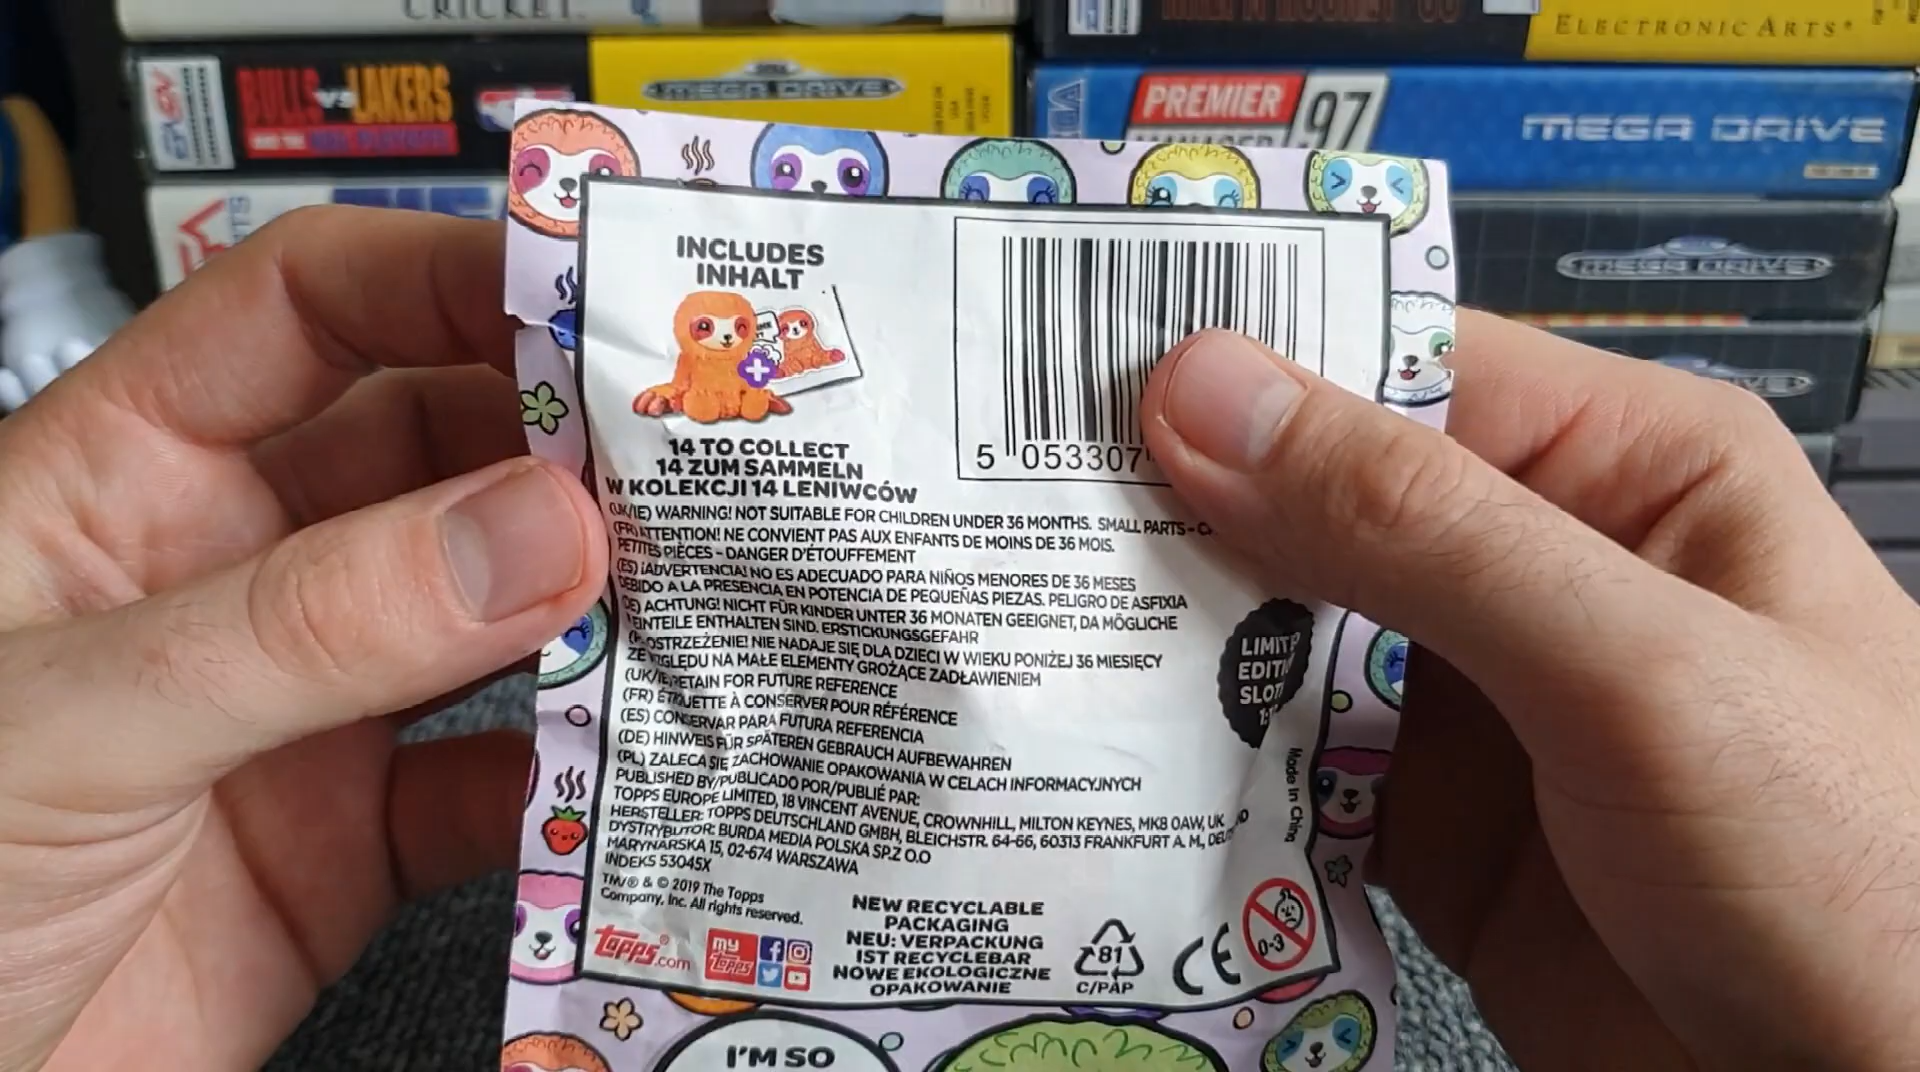 CRICKET
ELECTRONIC ARTS®
BULLS VS LAKERS
MEGA DRIVE
PREMIER
MANAGER 97
MEGA DRIVE
MEGA DRIVE
INCLUDES
INHALT
5 053307
14 TO COLLECT
14 ZUM SAMMELN
W KOLEKCJI 14 LENIWCÓW
(UK/IE) WARNING! NOT SUITABLE FOR CHILDREN UNDER 36 MONTHS. SMALL PARTS -
(FR) ATTENTION! NE CONVIENT PAS AUX ENFANTS DE MOINS DE 36 MOIS.
PETITES PIÈCES - DANGER D'ÉTOUFFEMENT
(ES) ¡ADVERTENCIA! NO ES ADECUADO PARA NIÑOS MENORES DE 36 MESES
DEBIDO A LA PRESENCIA EN POTENCIA DE PEQUEÑAS PIEZAS. PELIGRO DE ASFIXIA
(DE) ACHTUNG! NICHT FÜR KINDER UNTER 36 MONATEN GEEIGNET, DA MÖGLICHE
EINTEILE ENTHALTEN SIND. ERSTICKUNGSGEFAHR
OSTRZEŻENIE! NIE NADAJE SIĘ DLA DZIECI W WIEKU PONIŻEJ 36 MIESIĘCY
ZE WZGLĘDU NA MAŁE ELEMENTY GROŻĄCE ZADŁAWIENIEM
(UK/IE) RETAIN FOR FUTURE REFERENCE
(FR) ÉTIQUETTE À CONSERVER POUR RÉFÉRENCE
(ES) CONSERVAR PARA FUTURA REFERENCIA
(DE) HINWEIS FÜR SPÄTEREN GEBRAUCH AUFBEWAHREN
(PL) ZALECA SIĘ ZACHOWANIE OPAKOWANIA W CELACH INFORMACYJNYCH
PUBLISHED BY/PUBLICADO POR/PUBLIÉ PAR:
TOPPS EUROPE LIMITED, 18 VINCENT AVENUE, CROWNHILL, MILTON KEYNES, MK8 0AW, UK
HERSTELLER: TOPPS DEUTSCHLAND GMBH, BLEICHSTR. 64-66, 60313 FRANKFURT A. M.,
DYSTRYBUTOR: BURDA MEDIA POLSKA SP.Z O.O
MARYNARSKA 15, 02-674 WARSZAWA
INDEKS 53045X
LIMITE
EDITI
SLOT
Made In China
TM/® & © 2019 The Topps
Company, Inc. All rights reserved.
topps®.com
my topps
NEW RECYCLABLE
PACKAGING
NEU: VERPACKUNG
IST RECYCLEBAR
NOWE EKOLOGICZNE
OPAKOWANIE
81
C/PAP
CE
0-3
I'M SO